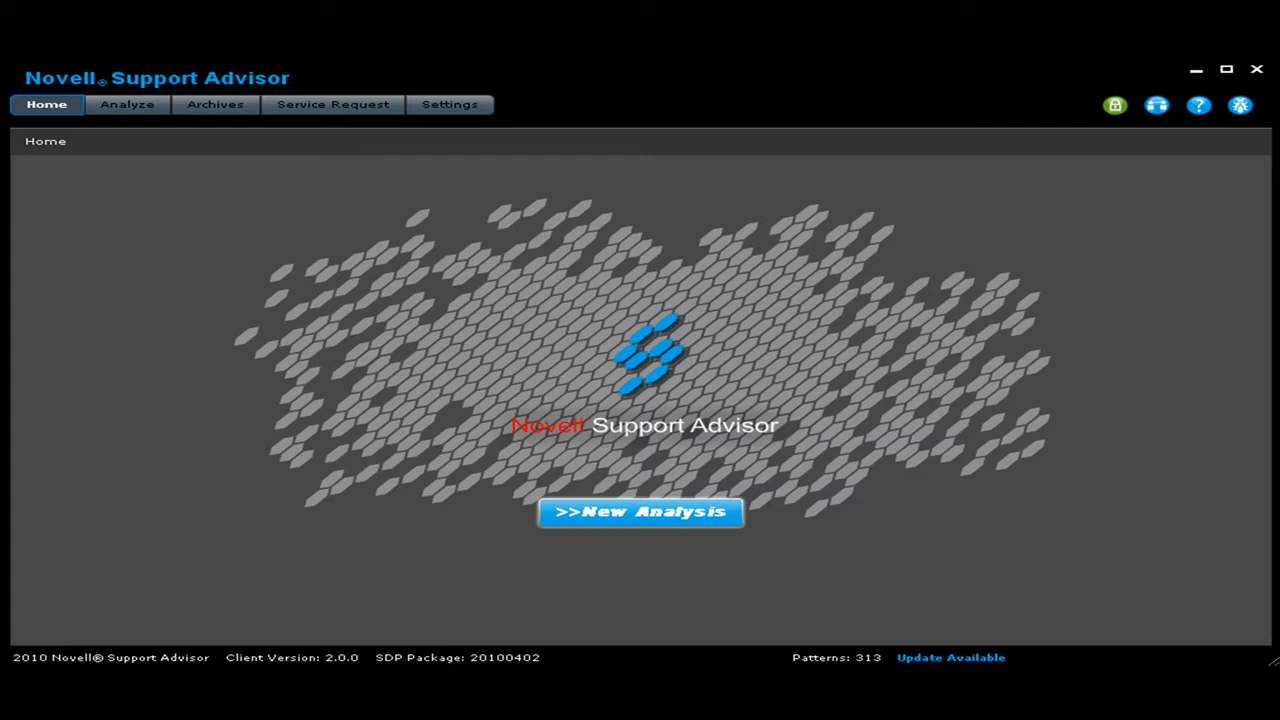 Novell® Support Advisor
Home Analyze Archives Service Request Settings
Home
Novell Support Advisor
>>New Analysis
2010 Novell® Support Advisor Client Version: 2.0.0 SDP Package: 20100402 Patterns: 313 Update Available